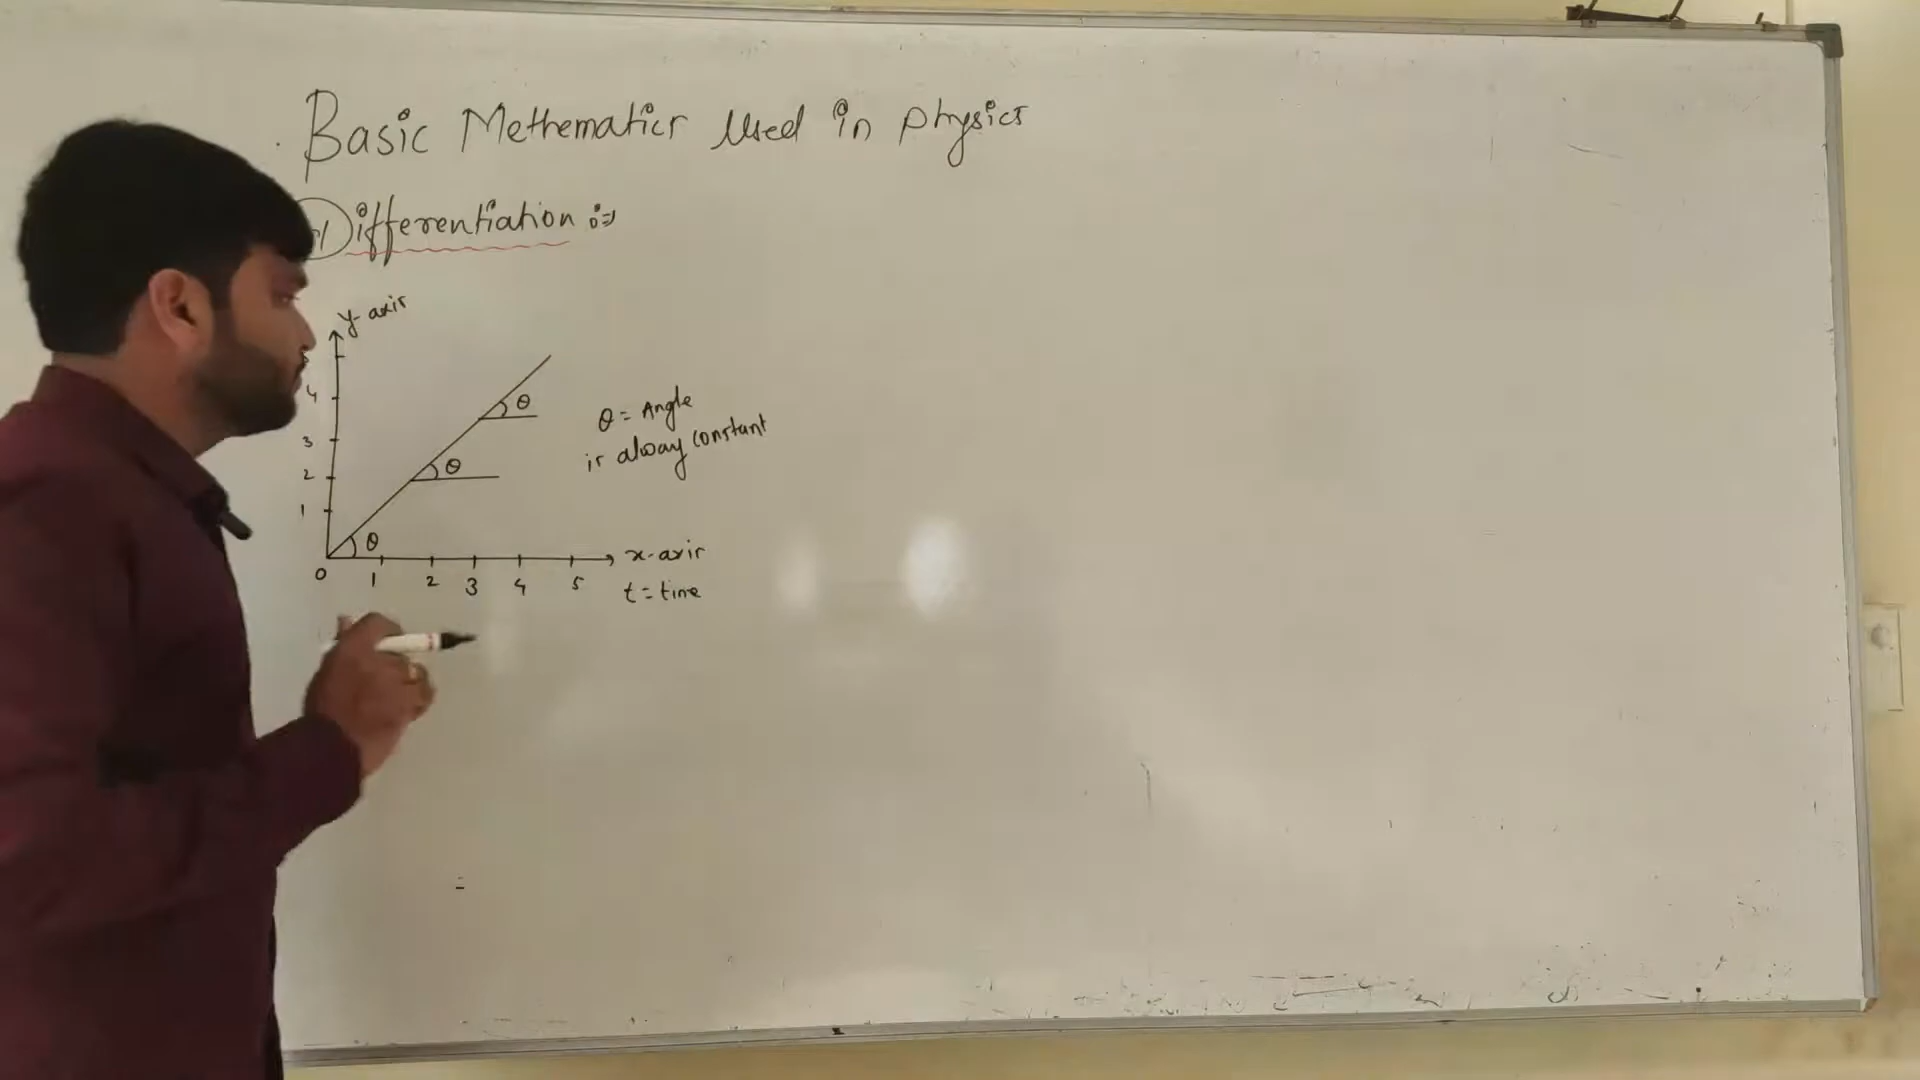 Basic Methematics Used in physics
Differentiation :⇒
y-axis
4
3
2
1
θ
θ
θ
θ = Angle
is alway constant
0 1 2 3 4 5
x-axis
t = time
=